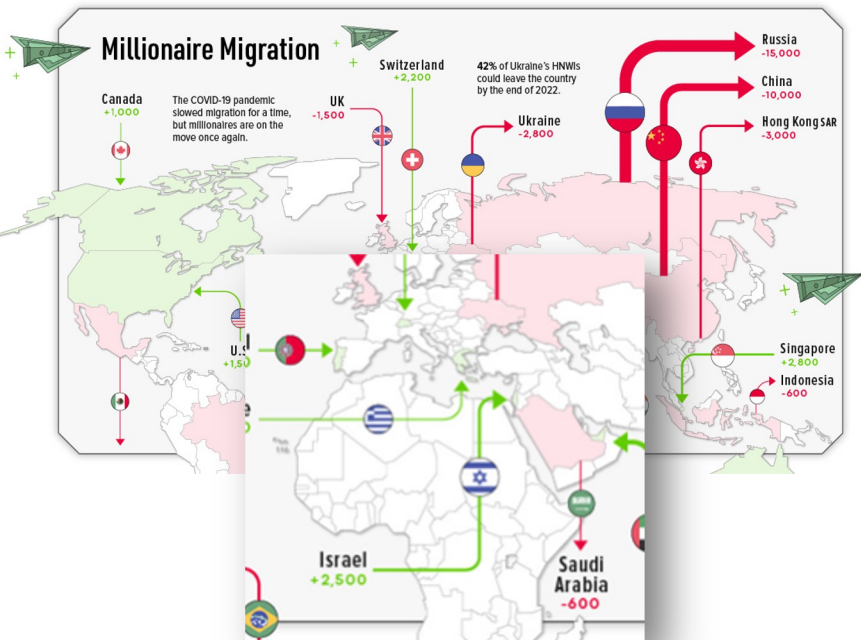 Millionaire Migration
Canada
+1,000
The COVID-19 pandemic
slowed migration for a time,
but millionaires are on the
move once again.
UK
-1,500
Switzerland
+2,200
42% of Ukraine's HNWIs
could leave the country
by the end of 2022.
Ukraine
-2,800
Russia
-15,000
China
-10,000
Hong Kong SAR
-3,000
U.S
+1,50
Singapore
+2,800
Indonesia
-600
Israel
+2,500
Saudi
Arabia
-600